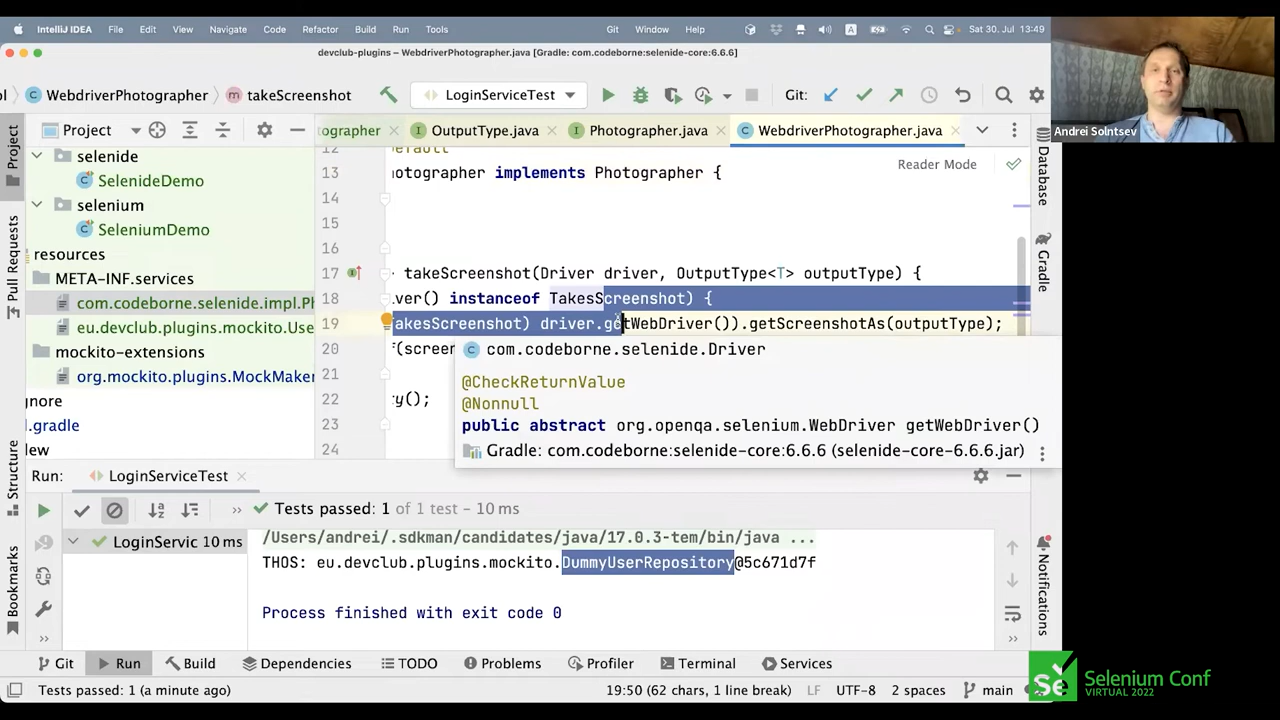 IntelliJ IDEA File Edit View Navigate Code Refactor Build Run Tools Git Window Help A Sat 30. Jul 13:49
devclub-plugins – WebdriverPhotographer.java [Gradle: com.codeborne:selenide-core:6.6.6]
Andrei Solntsev
WebdriverPhotographer takeScreenshot LoginServiceTest Git:
Project tographer OutputType.java Photographer.java WebdriverPhotographer.java
Project
Pull Requests
Structure
Bookmarks
Database
Gradle
Notifications
selenide
SelenideDemo
selenium
SeleniumDemo
resources
META-INF.services
com.codeborne.selenide.impl.Ph
eu.devclub.plugins.mockito.Use
mockito-extensions
org.mockito.plugins.MockMaker
gnore
.gradle
Reader Mode
12
13 otographer implements Photographer {
14
15
16
17 takeScreenshot(Driver driver, OutputType<T> outputType) {
18 iver() instanceof TakesScreenshot) {
19 akesScreenshot) driver.getWebDriver()).getScreenshotAs(outputType);
20 f(screen
21
22 ry();
23
24
com.codeborne.selenide.Driver
@CheckReturnValue
@Nonnull
public abstract org.openqa.selenium.WebDriver getWebDriver()
Gradle: com.codeborne:selenide-core:6.6.6 (selenide-core-6.6.6.jar)
Run: LoginServiceTest
Tests passed: 1 of 1 test – 10 ms
LoginServic 10 ms
/Users/andrei/.sdkman/candidates/java/17.0.3-tem/bin/java ...
THOS: eu.devclub.plugins.mockito.DummyUserRepository@5c671d7f
Process finished with exit code 0
Git Run Build Dependencies TODO Problems Profiler Terminal Services
Tests passed: 1 (a minute ago) 19:50 (62 chars, 1 line break) LF UTF-8 2 spaces main
Se Selenium Conf
VIRTUAL 2022